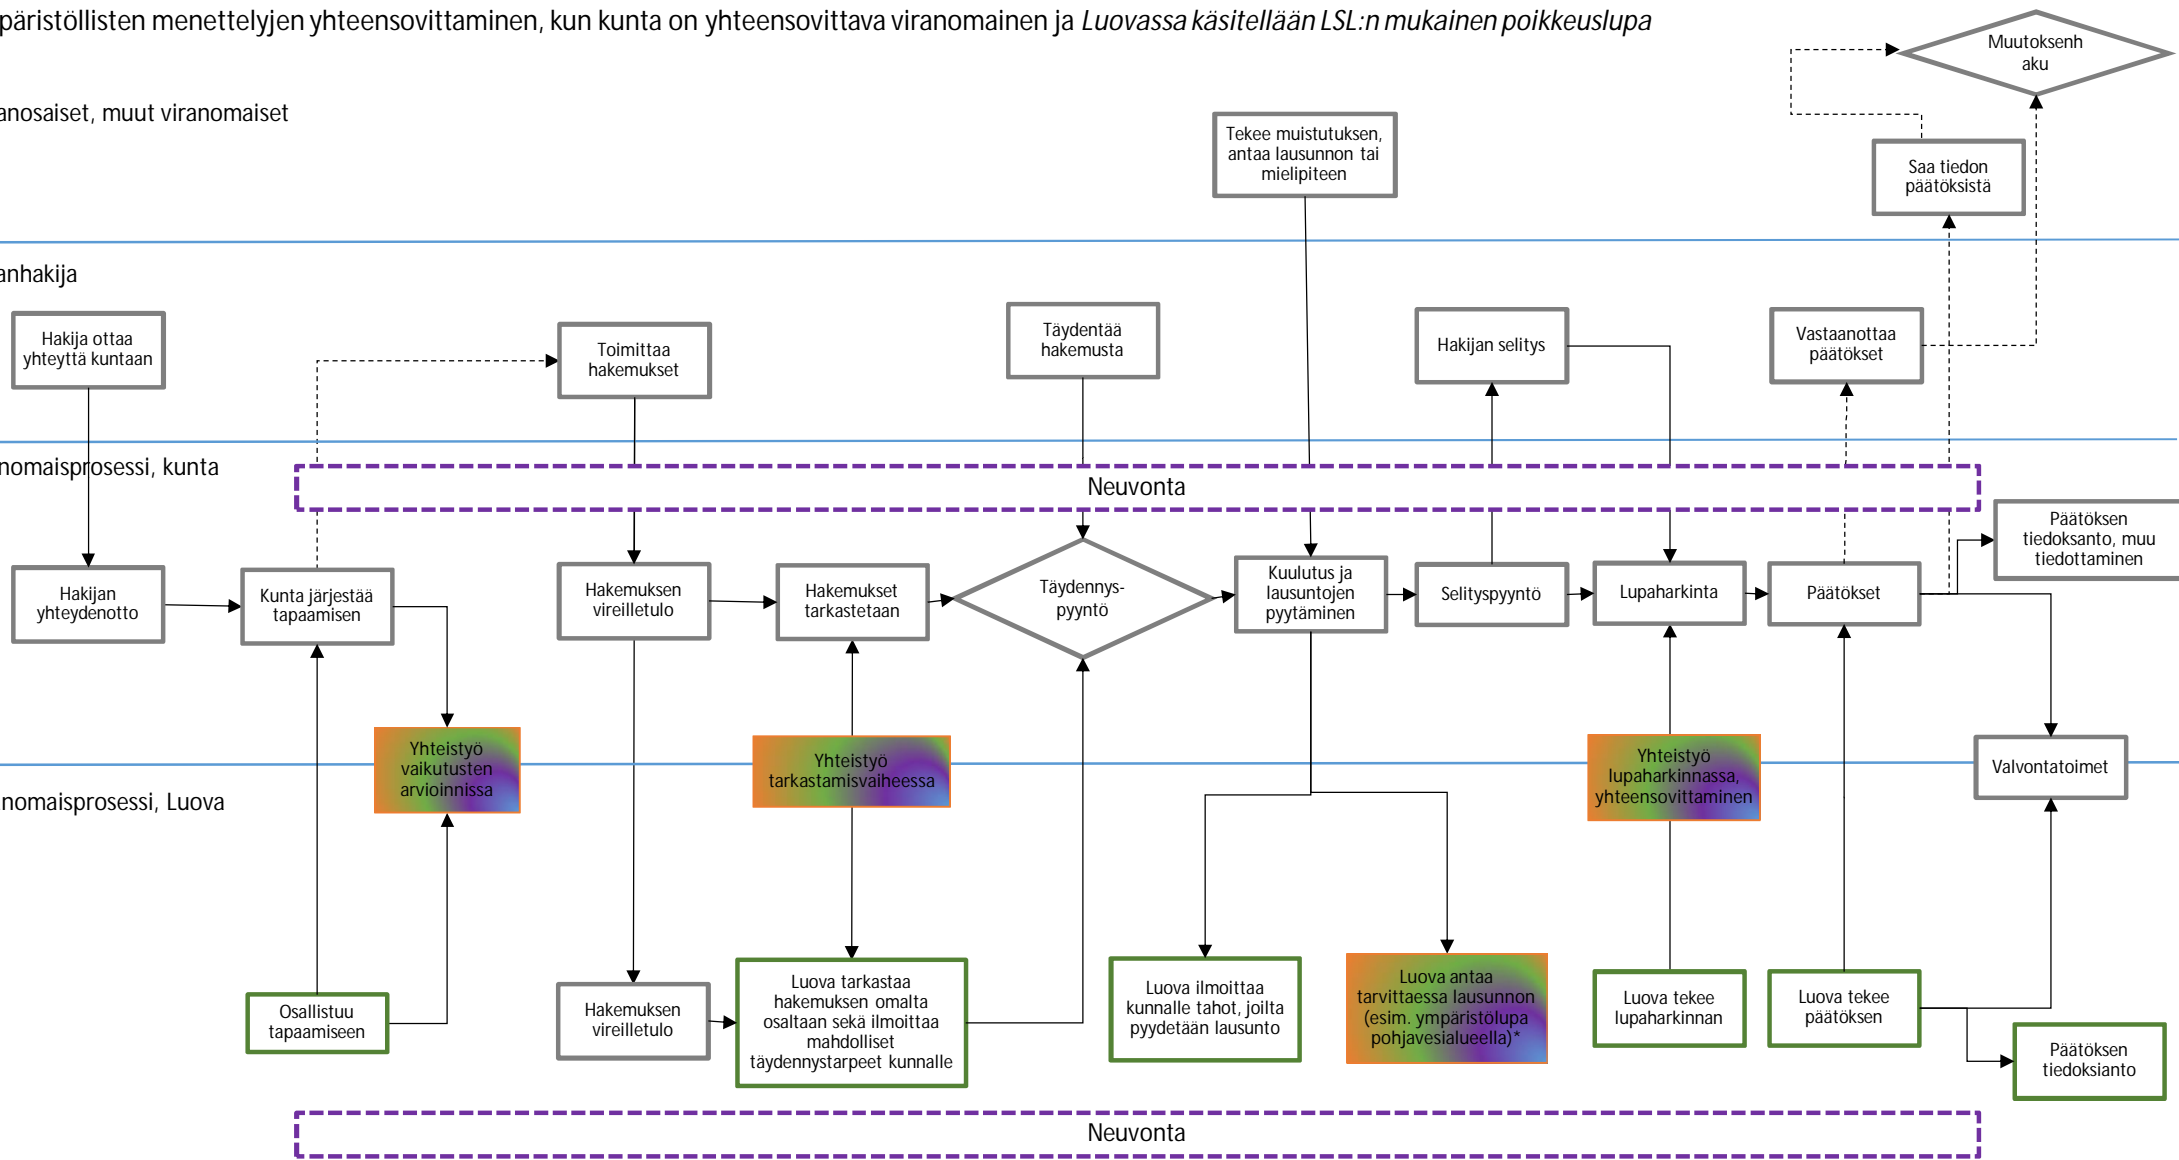 päristöllisten menettelyjen yhteensovittaminen, kun kunta on yhteensovittava viranomainen ja Luovassa käsitellään LSL:n mukainen poikkeuslupa
Muutoksenh
aku
anosaiset, muut viranomaiset
Tekee muistutuksen,
antaa lausunnon tai
mielipiteen
Saa tiedon
päätöksistä
anhakija
Hakija ottaa
yhteyttä kuntaan
Toimittaa
hakemukset
Täydentää
hakemusta
Hakijan selitys
Vastaanottaa
päätökset
nomaisprosessi, kunta
Neuvonta
Hakijan
yhteydenotto
Kunta järjestää
tapaamisen
Hakemuksen
vireilletulo
Hakemukset
tarkastetaan
Täydennys-
pyyntö
Kuulutus ja
lausuntojen
pyytäminen
Selityspyyntö
Lupaharkinta
Päätökset
Päätöksen
tiedoksanto, muu
tiedottaminen
Yhteistyö
vaikutusten
arvioinnissa
Yhteistyö
tarkastamisvaiheessa
Yhteistyö
lupaharkinnassa,
yhteensovittaminen
Valvontatoimet
nomaisprosessi, Luova
Osallistuu
tapaamiseen
Hakemuksen
vireilletulo
Luova tarkastaa
hakemuksen omalta
osaltaan sekä ilmoittaa
mahdolliset
täydennystarpeet kunnalle
Luova ilmoittaa
kunnalle tahot, joilta
pyydetään lausunto
Luova antaa
tarvittaessa lausunnon
(esim. ympäristölupa
pohjavesialueella)*
Luova tekee
lupaharkinnan
Luova tekee
päätöksen
Päätöksen
tiedoksianto
Neuvonta